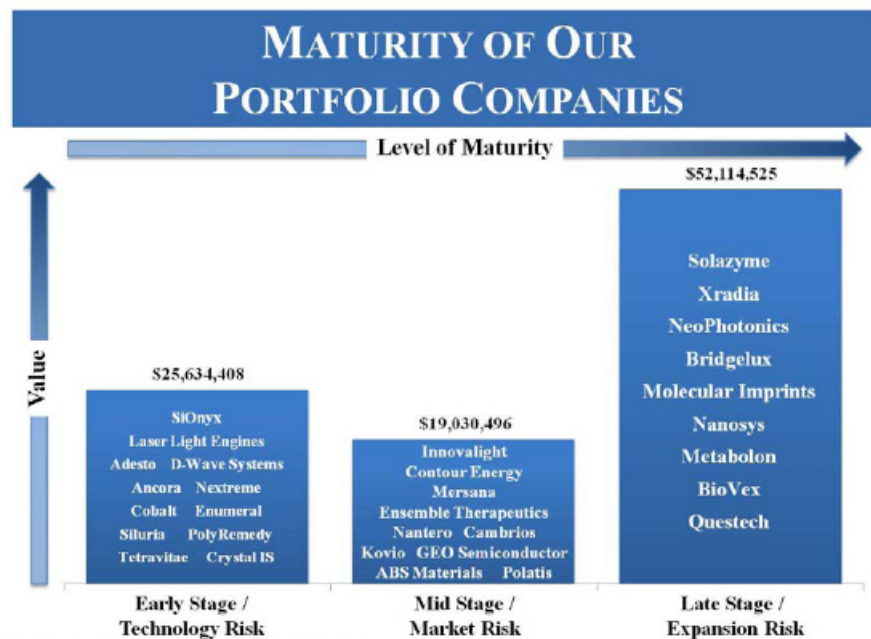 MATURITY OF OUR
PORTFOLIO COMPANIES
Level of Maturity
Value
$25,634,408
SiOnyx
Laser Light Engines
Adesto D-Wave Systems
Ancora Nextreme
Cobalt Enumeral
Siluria PolyRemedy
Tetravitae Crystal IS
Early Stage /
Technology Risk
$19,030,496
Innovalight
Contour Energy
Mersana
Ensemble Therapeutics
Nantero Cambrios
Kovio GEO Semiconductor
ABS Materials Polatis
Mid Stage /
Market Risk
$52,114,525
Solazyme
Xradia
NeoPhotonics
Bridgelux
Molecular Imprints
Nanosys
Metabolon
BioVex
Questech
Late Stage /
Expansion Risk